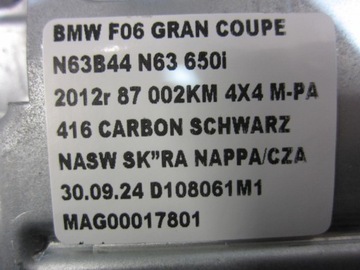 BMW F06 GRAN COUPE
N63B44 N63 650i
2012r 87 002KM 4X4 M-PA
416 CARBON SCHWARZ
NASW SK”RA NAPPA/CZA
30.09.24 D108061M1
MAG00017801